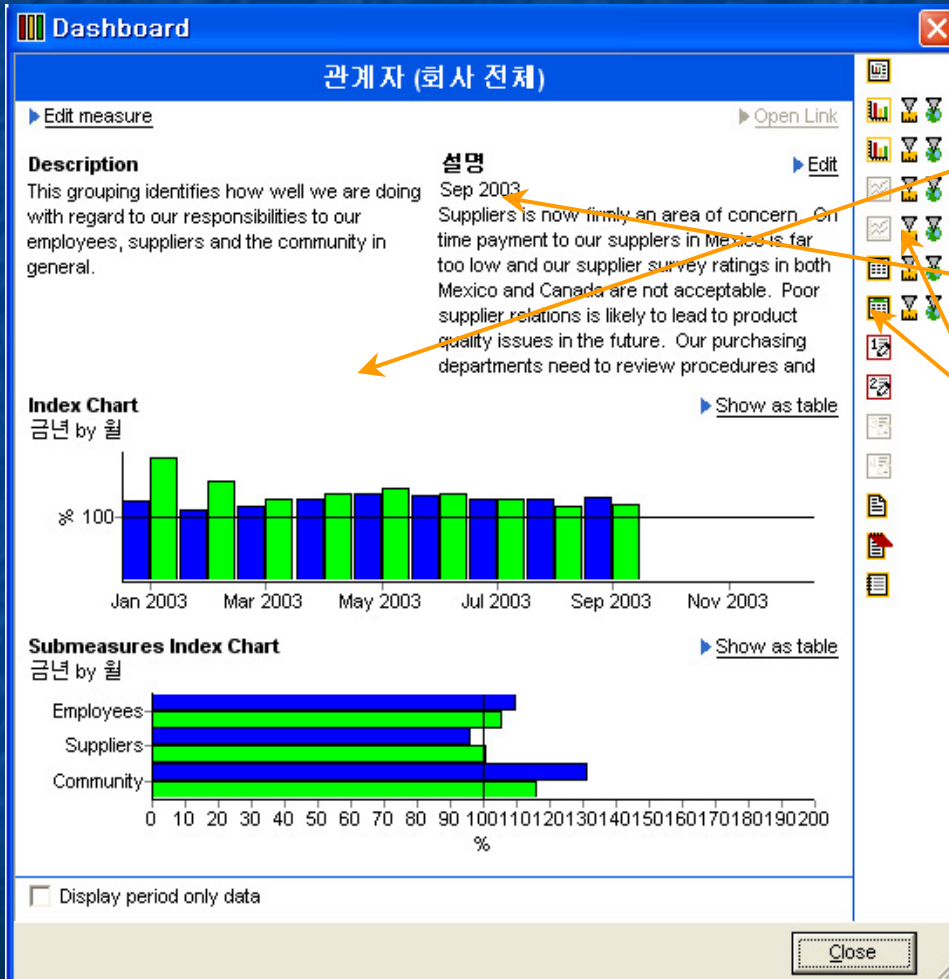 Dashboard
관계자 (회사 전체)
Edit measure
Open Link
Description
This grouping identifies how well we are doing
with regard to our responsibilities to our
employees, suppliers and the community in
general.
설명
Edit
Sep 2003
Suppliers is now firmly an area of concern. On
time payment to our supplers in Mexico is far
too low and our supplier survey ratings in both
Mexico and Canada are not acceptable. Poor
supplier relations is likely to lead to product
quality issues in the future. Our purchasing
departments need to review procedures and
Index Chart
Show as table
금년 by 월
% 100
Jan 2003 Mar 2003 May 2003 Jul 2003 Sep 2003 Nov 2003
Submeasures Index Chart
Show as table
금년 by 월
Employees
Suppliers
Community
0 10 20 30 40 50 60 70 80 90 100 110 120 130 140 150 160 170 180 190 200
%
Display period only data
Close